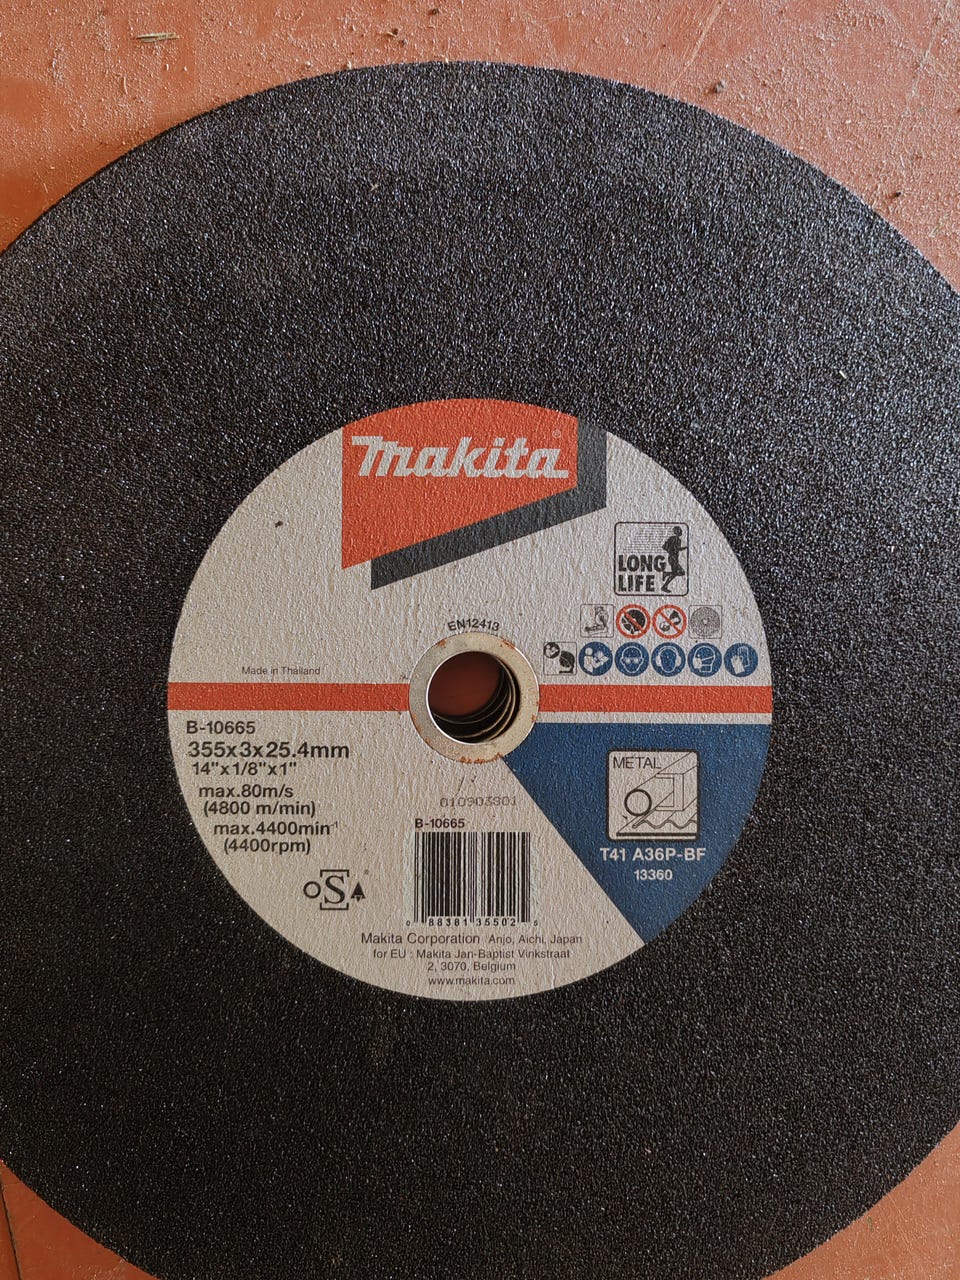 makita®
LONG
LIFE
EN12413
Made in Thailand
B-10665
355x3x25.4mm
14"x1/8"x1"
max.80m/s
(4800 m/min)
max.4400min-1
(4400rpm)
oSa®
010903801
B-10665
0 88381 35502 5
METAL
T41 A36P-BF
13360
Makita Corporation Anjo, Aichi, Japan
for EU : Makita Jan-Baptist Vinkstraat
2, 3070, Belgium
www.makita.com